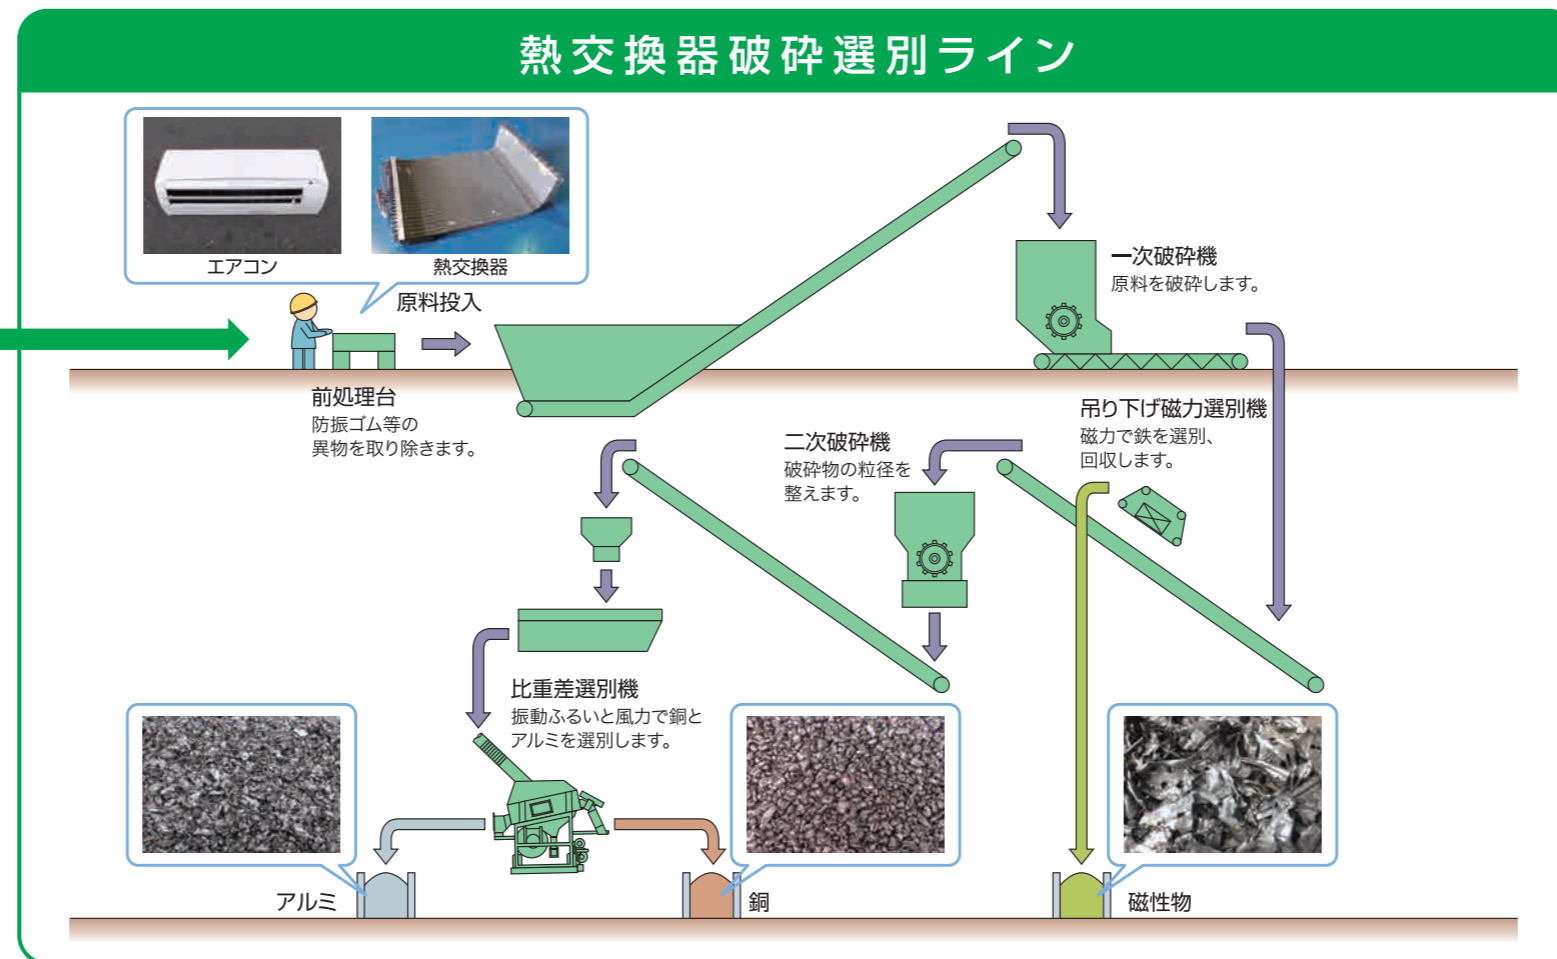 熱交換器破砕選別ライン
エアコン
熱交換器
原料投入
前処理台
防振ゴム等の
異物を取り除きます。
一次破砕機
原料を破砕します。
吊り下げ磁力選別機
磁力で鉄を選別、
回収します。
二次破砕機
破砕物の粒径を
整えます。
比重差選別機
振動ふるいと風力で銅と
アルミを選別します。
アルミ
銅
磁性物